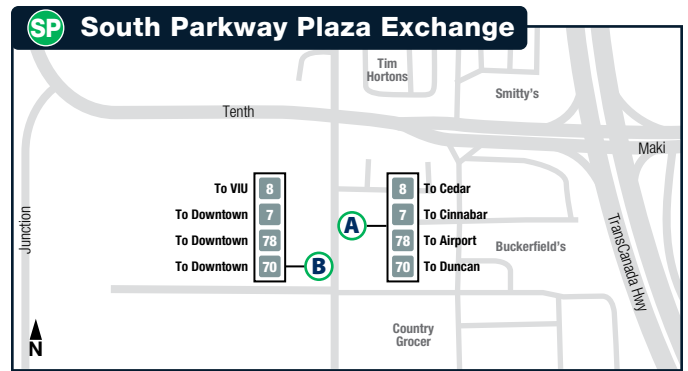 SP South Parkway Plaza Exchange
Tim
Hortons
Smitty's
Tenth
Maki
To VIU 8
To Downtown 7
To Downtown 78
To Downtown 70
B
A
8 To Cedar
7 To Cinnabar
78 To Airport
70 To Duncan
Buckerfield's
Junction
TransCanada Hwy
Country
Grocer
N